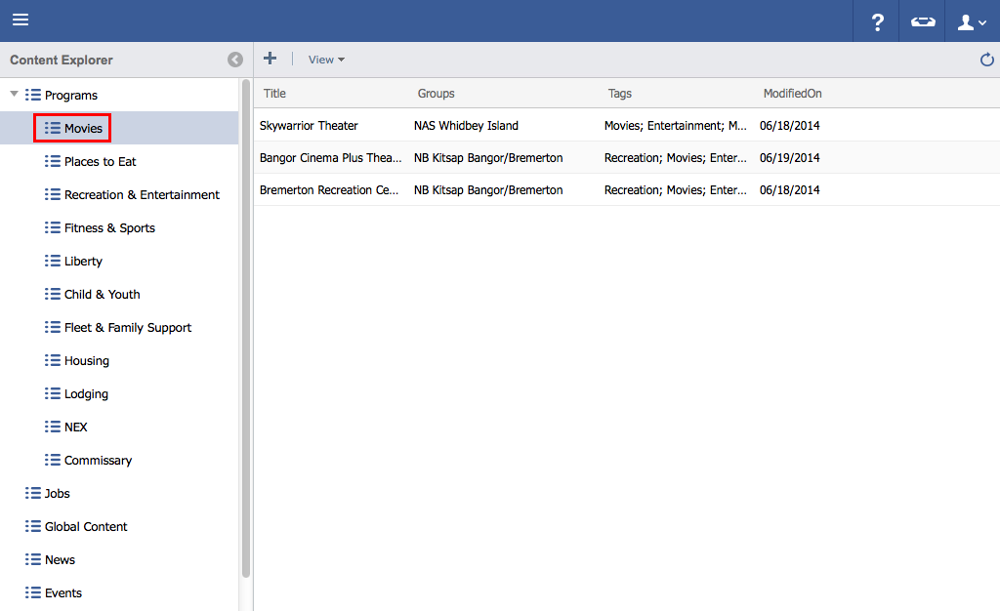 ?
Content Explorer
View
Programs
Movies
Places to Eat
Recreation & Entertainment
Fitness & Sports
Liberty
Child & Youth
Fleet & Family Support
Housing
Lodging
NEX
Commissary
Jobs
Global Content
News
Events
Title Groups Tags ModifiedOn
Skywarrior Theater NAS Whidbey Island Movies; Entertainment; M... 06/18/2014
Bangor Cinema Plus Thea... NB Kitsap Bangor/Bremerton Recreation; Movies; Enter... 06/19/2014
Bremerton Recreation Ce... NB Kitsap Bangor/Bremerton Recreation; Movies; Enter... 06/18/2014